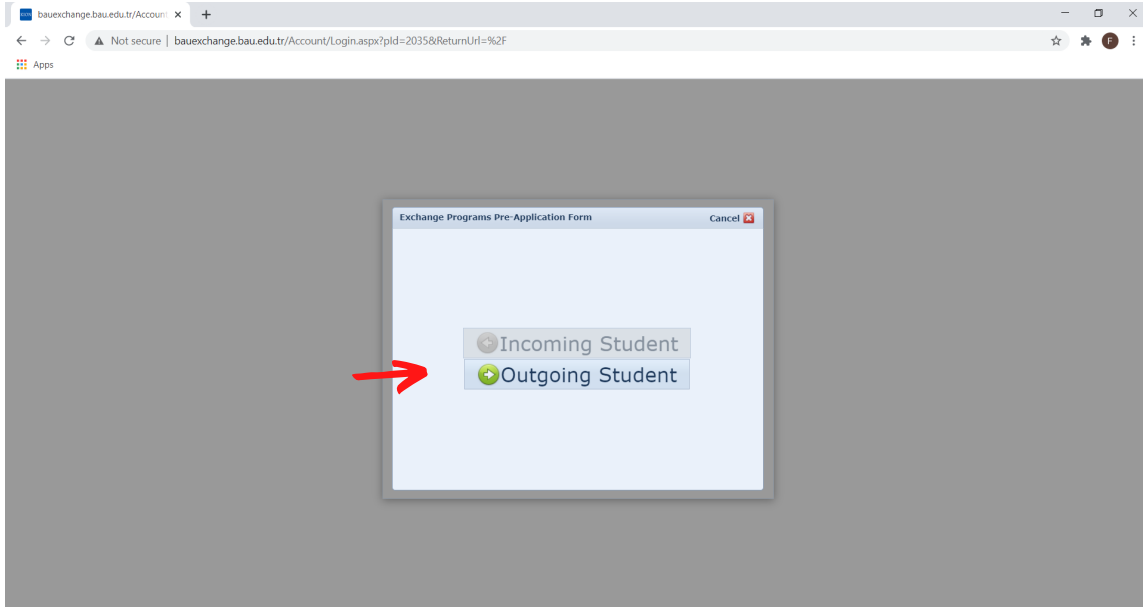 bauexchange.bau.edu.tr/Account
Not secure | bauexchange.bau.edu.tr/Account/Login.aspx?pId=2035&ReturnUrl=%2F
F
Apps
Exchange Programs Pre-Application Form Cancel
Incoming Student
Outgoing Student